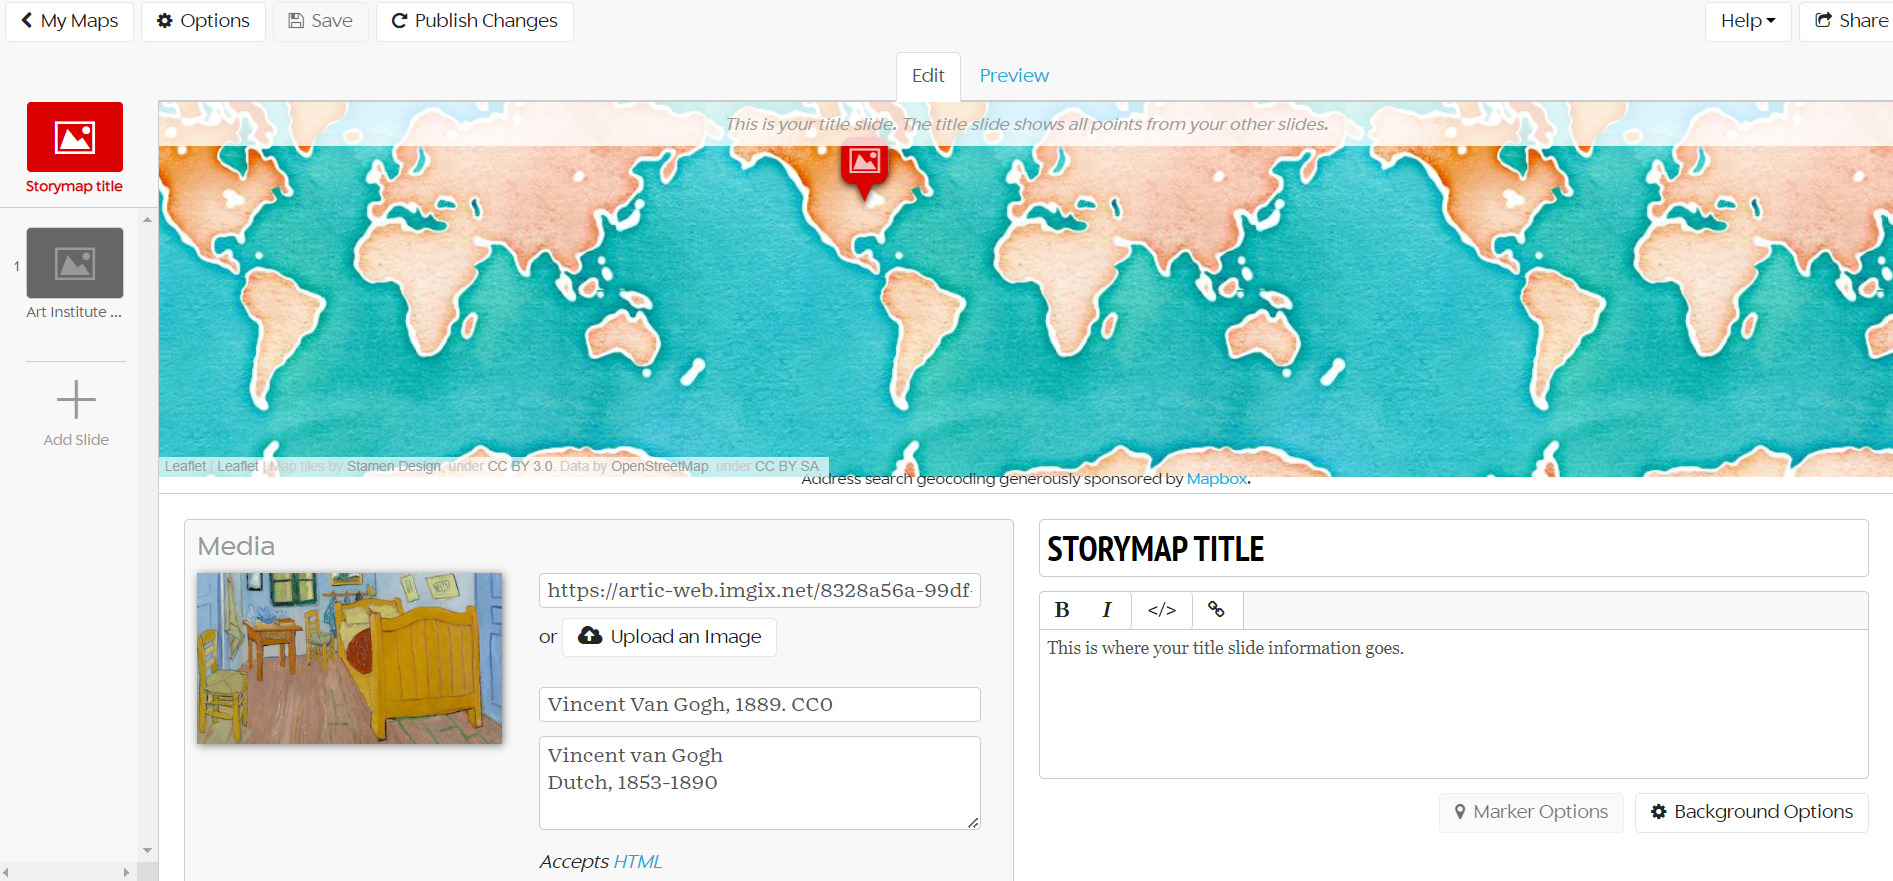 My Maps Options Save Publish Changes Help Share
Edit Preview
This is your title slide. The title slide shows all points from your other slides.
Storymap title
1
Art Institute ...
Add Slide
Leaflet | Leaflet | Map tiles by Stamen Design, under CC BY 3.0. Data by OpenStreetMap, under CC BY SA.
Address search geocoding generously sponsored by Mapbox.
Media
https://artic-web.imgix.net/8328a56a-99df-
or Upload an Image
Vincent Van Gogh, 1889. CC0
Vincent van Gogh
Dutch, 1853-1890
Accepts HTML
STORYMAP TITLE
B I </>
This is where your title slide information goes.
Marker Options Background Options